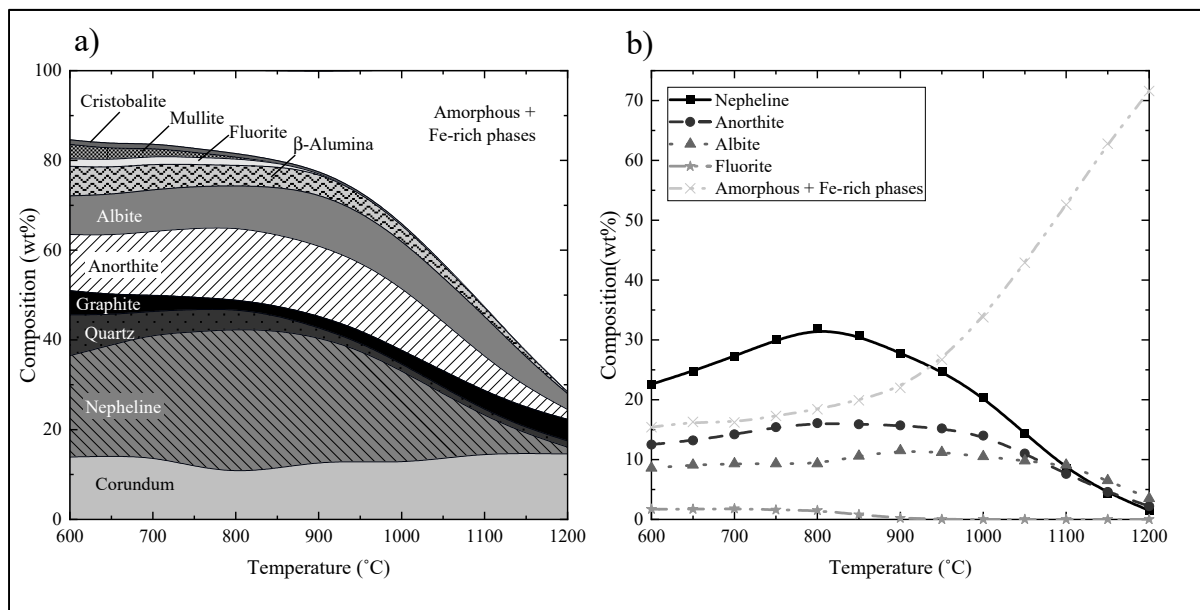 a)
100
80
60
40
20
0
Composition (wt%)
Cristobalite
Mullite
Fluorite
β-Alumina
Amorphous +
Fe-rich phases
Albite
Anorthite
Graphite
Quartz
Nepheline
Corundum
600 700 800 900 1000 1100 1200
Temperature (˚C)
b)
70
60
50
40
30
20
10
0
Composition(wt%)
Nepheline
Anorthite
Albite
Fluorite
Amorphous + Fe-rich phases
600 700 800 900 1000 1100 1200
Temperature (˚C)